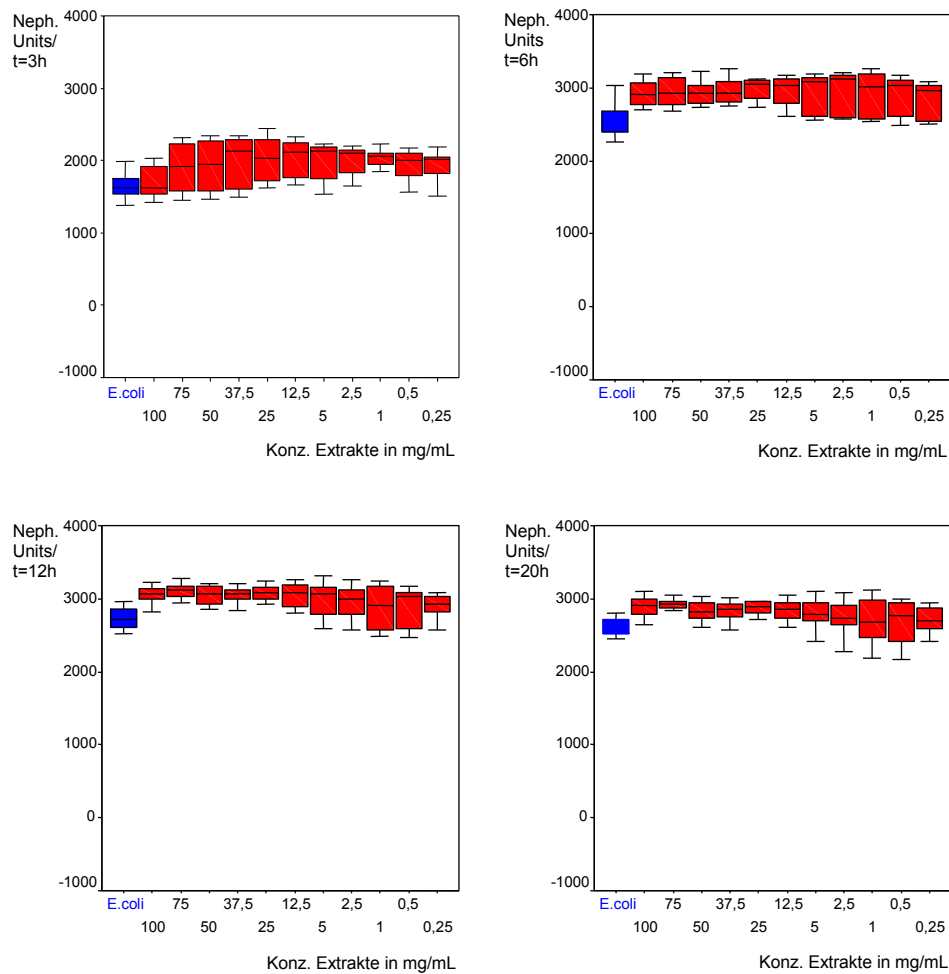 Neph.
Units/
t=3h
4000
3000
2000
1000
0
-1000
E.coli 75 37,5 12,5 2,5 0,5
100 50 25 5 1 0,25
Konz. Extrakte in mg/mL
Neph.
Units
t=6h
4000
3000
2000
1000
0
-1000
E.coli 75 37,5 12,5 2,5 0,5
100 50 25 5 1 0,25
Konz. Extrakte in mg/mL
Neph.
Units/
t=12h
4000
3000
2000
1000
0
-1000
E.coli 75 37,5 12,5 2,5 0,5
100 50 25 5 1 0,25
Konz. Extrakte in mg/mL
Neph.
Units/
t=20h
4000
3000
2000
1000
0
-1000
E.coli 75 37,5 12,5 2,5 0,5
100 50 25 5 1 0,25
Konz. Extrakte in mg/mL